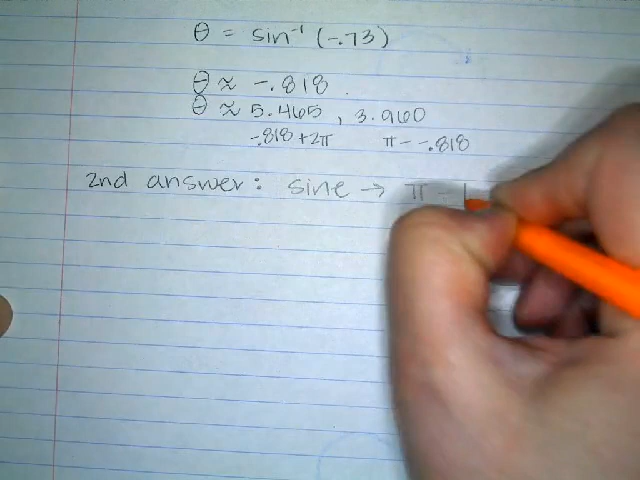 θ = sin⁻¹ (-.73)
θ ≈ -.818
θ ≈ 5.465 , 3.960
-.818 + 2π π - -.818
2nd answer: sine → π -